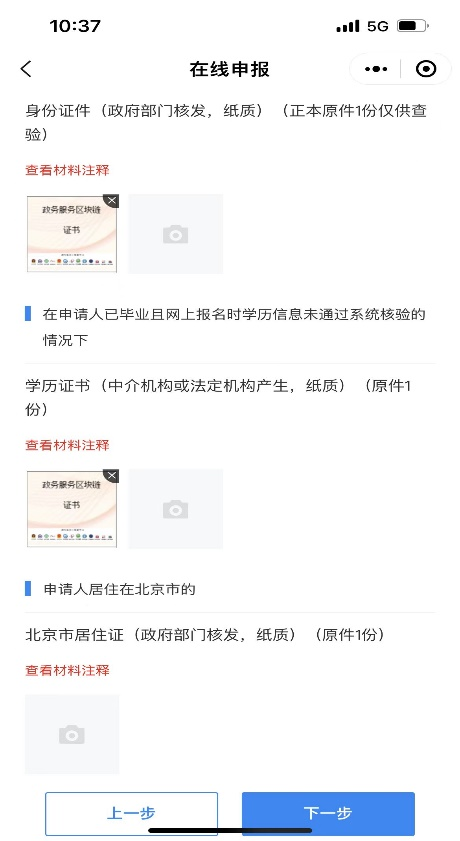 10:37
5G
在线申报
身份证件（政府部门核发，纸质）（正本原件1份仅供查
验）
查看材料注释
政务服务区块链
证书
在申请人已毕业且网上报名时学历信息未通过系统核验的
情况下
学历证书（中介机构或法定机构产生，纸质）（原件1
份）
查看材料注释
政务服务区块链
证书
申请人居住在北京市的
北京市居住证（政府部门核发，纸质）（原件1份）
查看材料注释
上一步
下一步